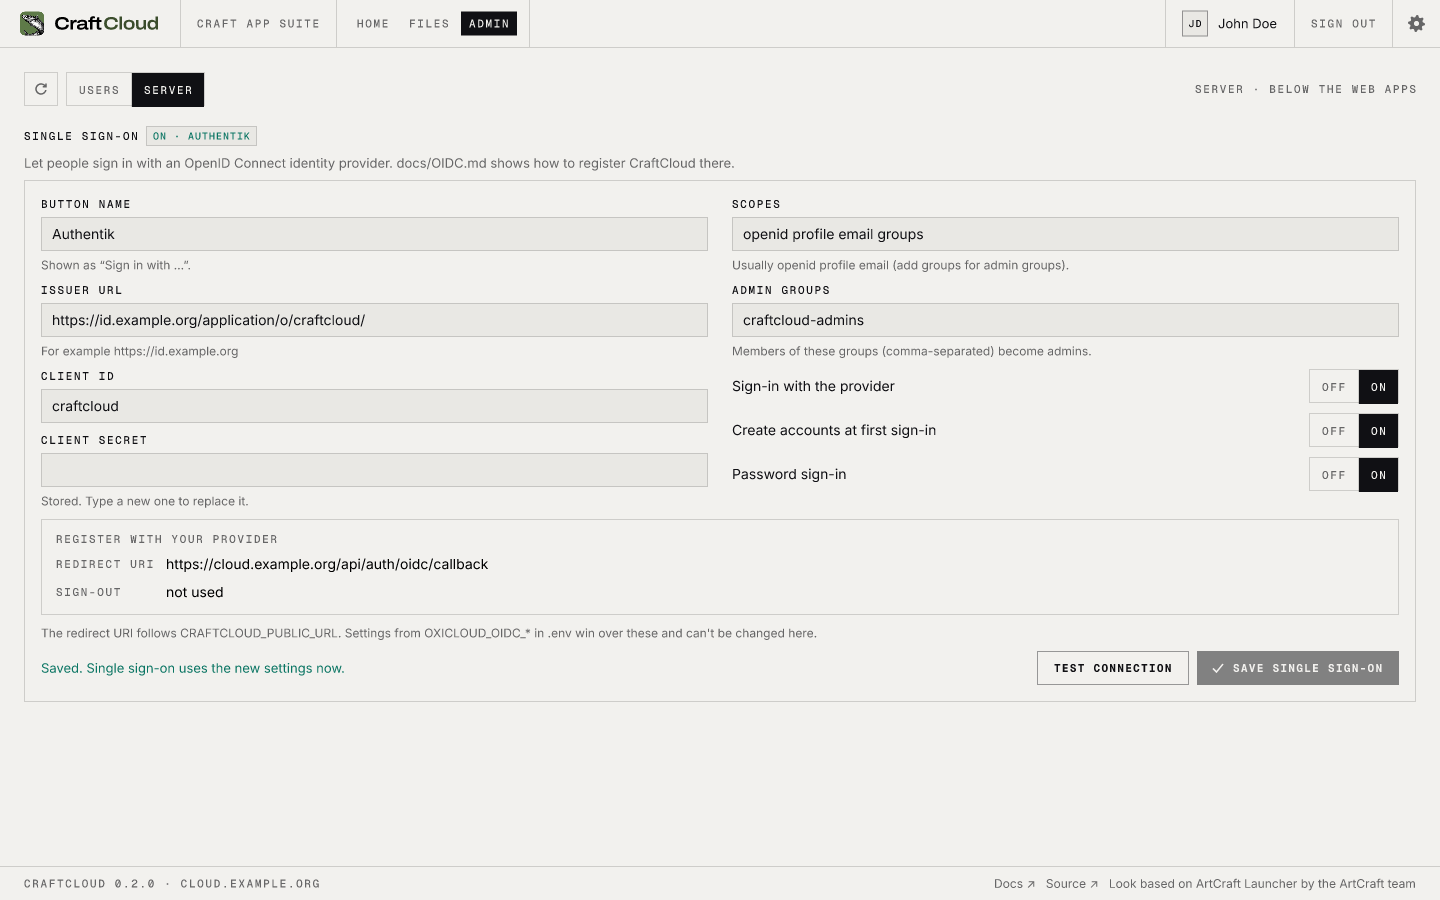 CraftCloud
CRAFT APP SUITE
HOME FILES ADMIN
JD John Doe
SIGN OUT
USERS SERVER
SERVER · BELOW THE WEB APPS
SINGLE SIGN-ON ON · AUTHENTIK
Let people sign in with an OpenID Connect identity provider. docs/OIDC.md shows how to register CraftCloud there.
BUTTON NAME
Authentik
Shown as “Sign in with …”.
ISSUER URL
https://id.example.org/application/o/craftcloud/
For example https://id.example.org
CLIENT ID
craftcloud
CLIENT SECRET
Stored. Type a new one to replace it.
SCOPES
openid profile email groups
Usually openid profile email (add groups for admin groups).
ADMIN GROUPS
craftcloud-admins
Members of these groups (comma-separated) become admins.
Sign-in with the provider OFF ON
Create accounts at first sign-in OFF ON
Password sign-in OFF ON
REGISTER WITH YOUR PROVIDER
REDIRECT URI https://cloud.example.org/api/auth/oidc/callback
SIGN-OUT not used
The redirect URI follows CRAFTCLOUD_PUBLIC_URL. Settings from OXICLOUD_OIDC_* in .env win over these and can't be changed here.
Saved. Single sign-on uses the new settings now.
TEST CONNECTION
SAVE SINGLE SIGN-ON
CRAFTCLOUD 0.2.0 · CLOUD.EXAMPLE.ORG
Docs ↗ Source ↗ Look based on ArtCraft Launcher by the ArtCraft team